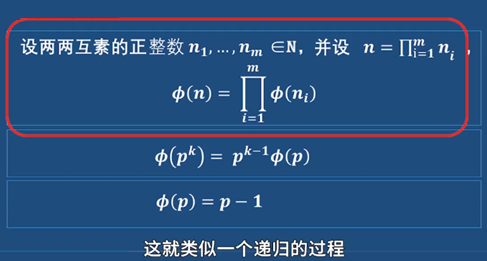 设两两互素的正整数 n₁, …, nₘ ∈N，并设 n = ∏ᵢ₌₁ᵐ nᵢ ，
ϕ(n) = ∏ᵢ₌₁ᵐ ϕ(nᵢ)
ϕ(pᵏ) = pᵏ⁻¹ϕ(p)
ϕ(p) = p − 1
这就类似一个递归的过程